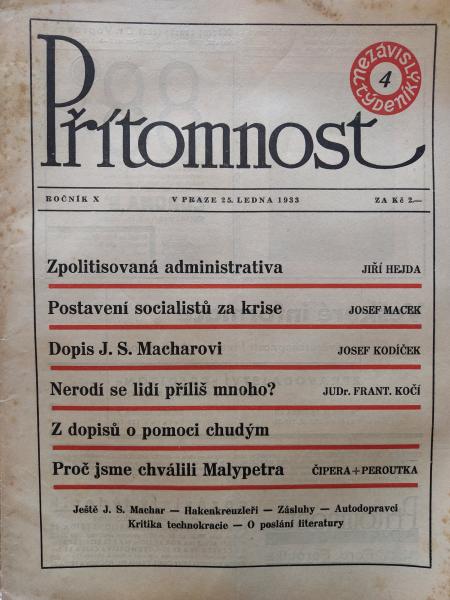 Přítomnost
nezávislý týdeník
4
ROČNÍK X V PRAZE 25. LEDNA 1933 ZA Kč 2.—
Zpolitisovaná administrativa JIŘÍ HEJDA
Postavení socialistů za krise JOSEF MACEK
Dopis J. S. Macharovi JOSEF KODÍČEK
Nerodí se lidí příliš mnoho? JUDr. FRANT. KOČÍ
Z dopisů o pomoci chudým
Proč jsme chválili Malypetra ČIPERA+PEROUTKA
Ještě J. S. Machar — Hakenkreuzleři — Zásluhy — Autodopravci
Kritika technokracie — O poslání literatury